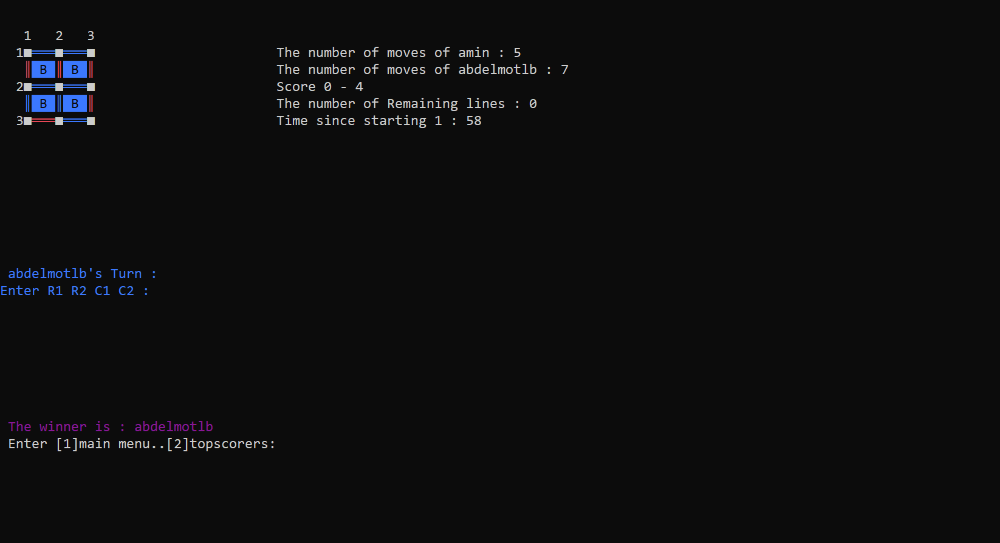 1 2 3
1 The number of moves of amin : 5
B B The number of moves of abdelmotlb : 7
2 Score 0 - 4
B B The number of Remaining lines : 0
3 Time since starting 1 : 58
abdelmotlb's Turn :
Enter R1 R2 C1 C2 :
The winner is : abdelmotlb
Enter [1]main menu..[2]topscorers: